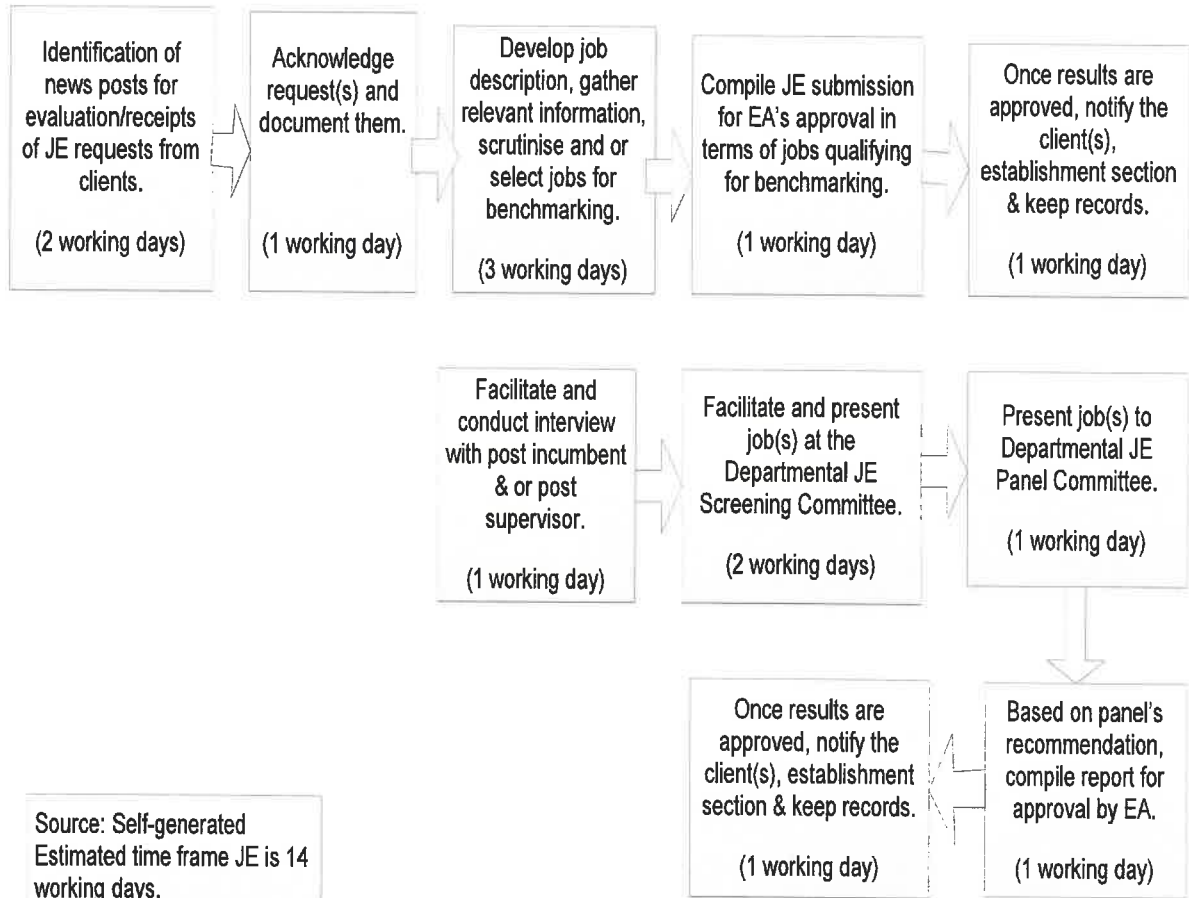 Identification of
news posts for
evaluation/receipts
of JE requests from
clients.
(2 working days)
Acknowledge
request(s) and
document them.
(1 working day)
Develop job
description, gather
relevant information,
scrutinise and or
select jobs for
benchmarking.
(3 working days)
Compile JE submission
for EA's approval in
terms of jobs qualifying
for benchmarking.
(1 working day)
Once results are
approved, notify the
client(s),
establishment section
& keep records.
(1 working day)
Facilitate and
conduct interview
with post incumbent
& or post
supervisor.
(1 working day)
Facilitate and present
job(s) at the
Departmental JE
Screening Committee.
(2 working days)
Present job(s) to
Departmental JE
Panel Committee.
(1 working day)
Based on panel's
recommendation,
compile report for
approval by EA.
(1 working day)
Once results are
approved, notify the
client(s), establishment
section & keep records.
(1 working day)
Source: Self-generated
Estimated time frame JE is 14
working days.